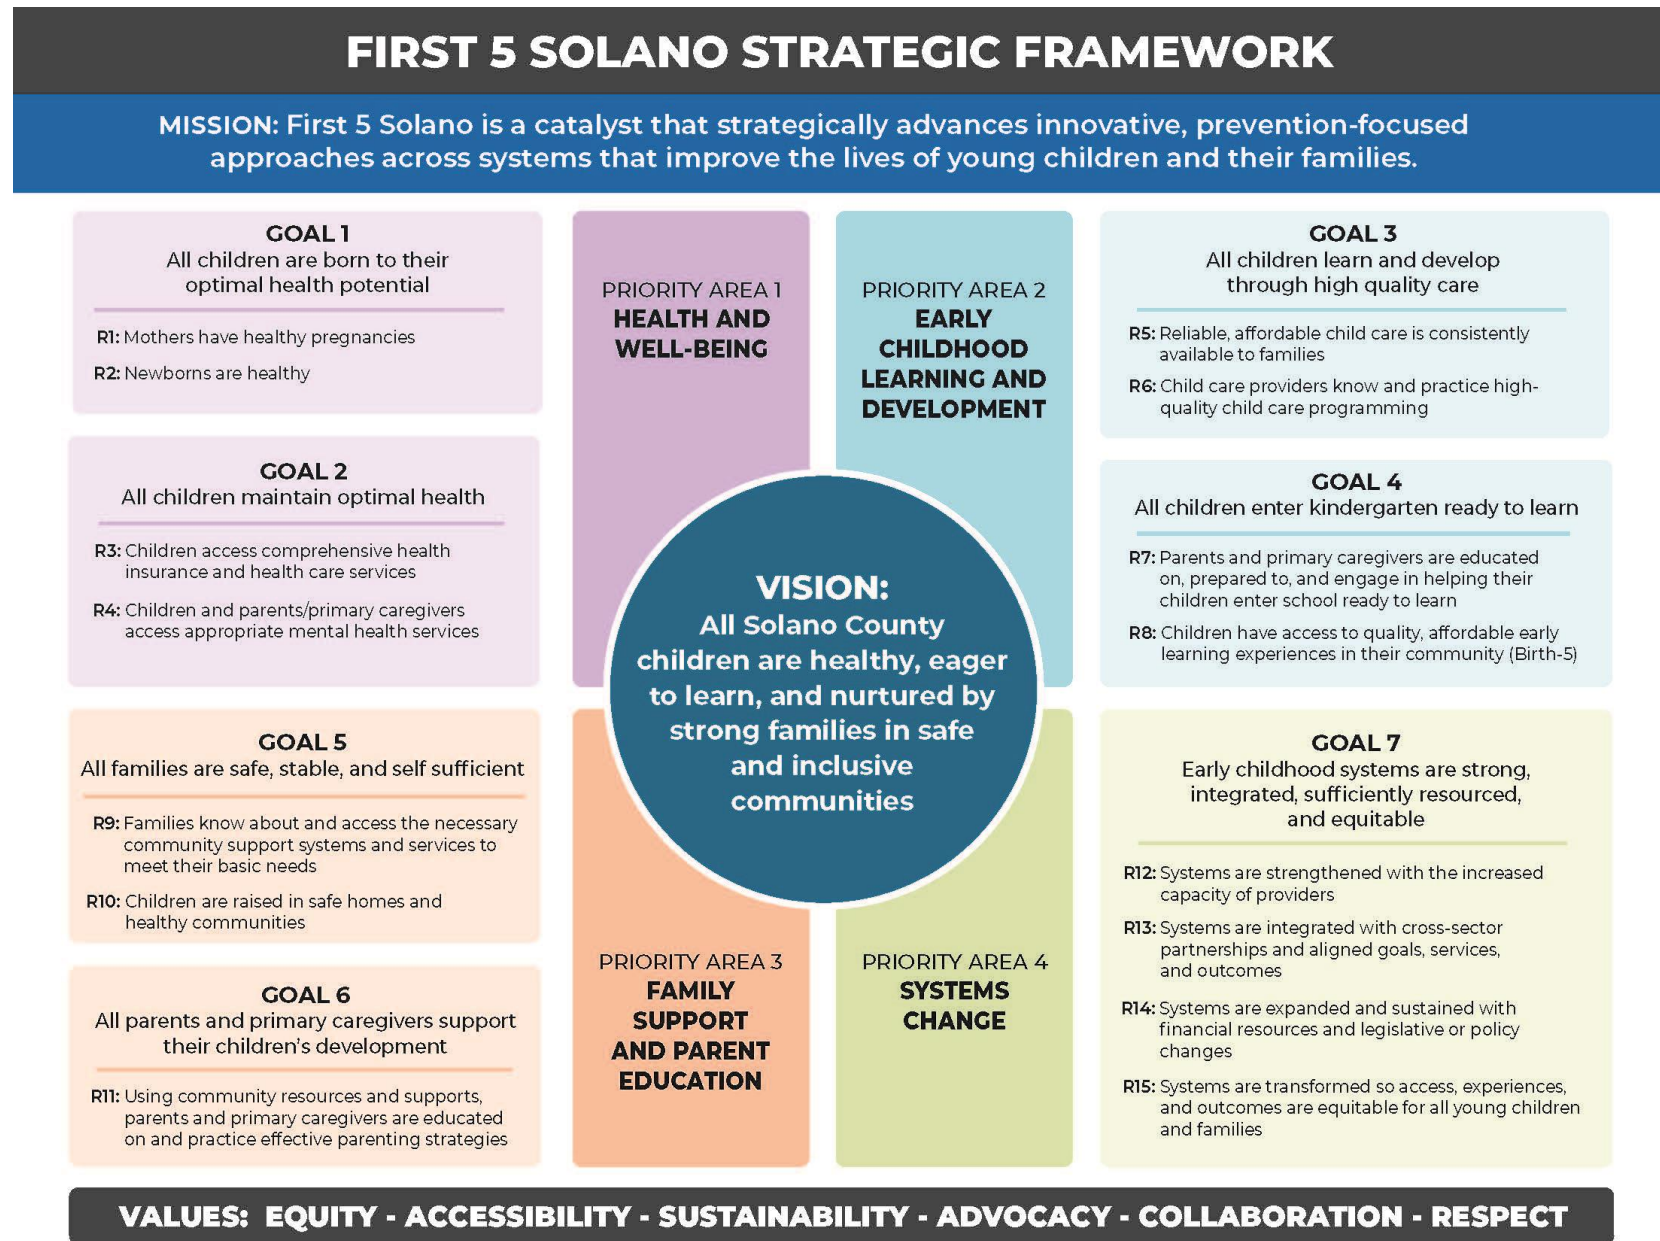 FIRST 5 SOLANO STRATEGIC FRAMEWORK
MISSION: First 5 Solano is a catalyst that strategically advances innovative, prevention-focused
approaches across systems that improve the lives of young children and their families.
GOAL 1
All children are born to their
optimal health potential
R1: Mothers have healthy pregnancies
R2: Newborns are healthy
GOAL 2
All children maintain optimal health
R3: Children access comprehensive health
insurance and health care services
R4: Children and parents/primary caregivers
access appropriate mental health services
PRIORITY AREA 1
HEALTH AND
WELL-BEING
PRIORITY AREA 2
EARLY
CHILDHOOD
LEARNING AND
DEVELOPMENT
GOAL 3
All children learn and develop
through high quality care
R5: Reliable, affordable child care is consistently
available to families
R6: Child care providers know and practice high-
quality child care programming
GOAL 4
All children enter kindergarten ready to learn
R7: Parents and primary caregivers are educated
on, prepared to, and engage in helping their
children enter school ready to learn
R8: Children have access to quality, affordable early
learning experiences in their community (Birth-5)
VISION:
All Solano County
children are healthy, eager
to learn, and nurtured by
strong families in safe
and inclusive
communities
GOAL 5
All families are safe, stable, and self sufficient
R9: Families know about and access the necessary
community support systems and services to
meet their basic needs
R10: Children are raised in safe homes and
healthy communities
GOAL 6
All parents and primary caregivers support
their children's development
R11: Using community resources and supports,
parents and primary caregivers are educated
on and practice effective parenting strategies
PRIORITY AREA 3
FAMILY
SUPPORT
AND PARENT
EDUCATION
PRIORITY AREA 4
SYSTEMS
CHANGE
GOAL 7
Early childhood systems are strong,
integrated, sufficiently resourced,
and equitable
R12: Systems are strengthened with the increased
capacity of providers
R13: Systems are integrated with cross-sector
partnerships and aligned goals, services,
and outcomes
R14: Systems are expanded and sustained with
financial resources and legislative or policy
changes
R15: Systems are transformed so access, experiences,
and outcomes are equitable for all young children
and families
VALUES: EQUITY - ACCESSIBILITY - SUSTAINABILITY - ADVOCACY - COLLABORATION - RESPECT